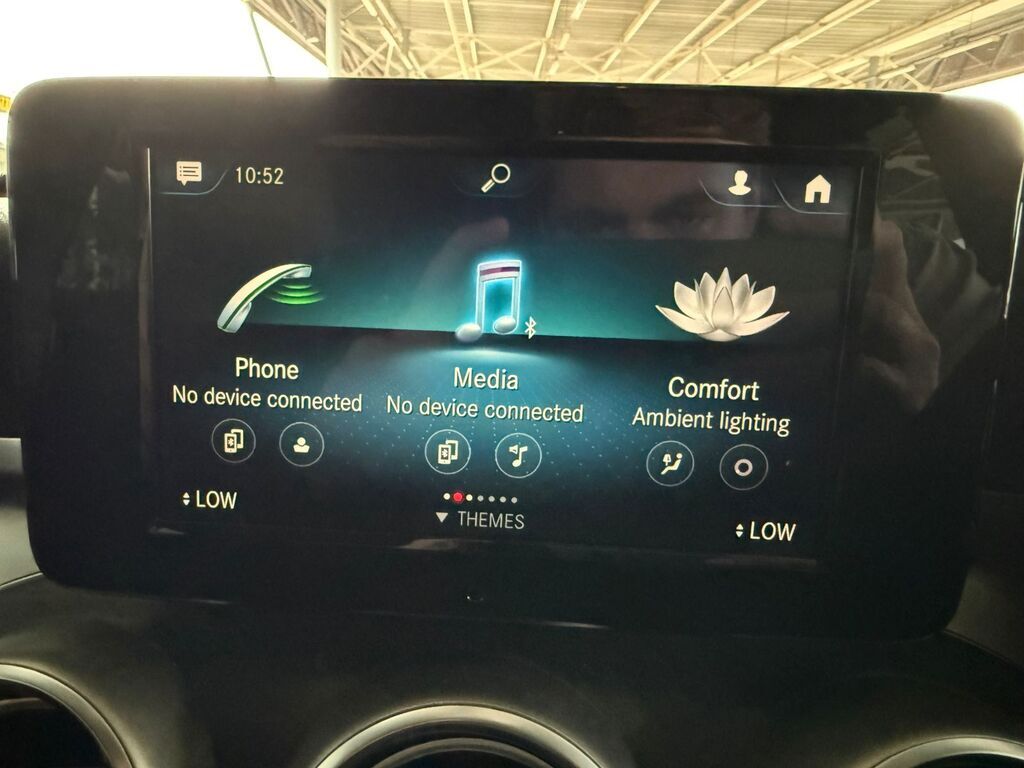 10:52
Phone
No device connected
Media
No device connected
Comfort
Ambient lighting
LOW
THEMES
LOW